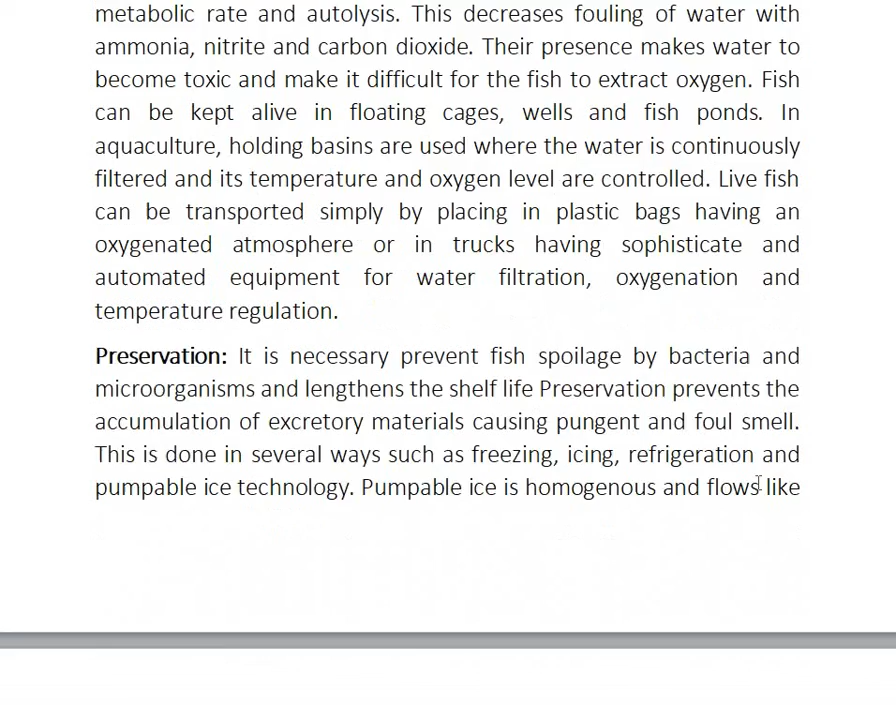 metabolic rate and autolysis. This decreases fouling of water with
ammonia, nitrite and carbon dioxide. Their presence makes water to
become toxic and make it difficult for the fish to extract oxygen. Fish
can be kept alive in floating cages, wells and fish ponds. In
aquaculture, holding basins are used where the water is continuously
filtered and its temperature and oxygen level are controlled. Live fish
can be transported simply by placing in plastic bags having an
oxygenated atmosphere or in trucks having sophisticate and
automated equipment for water filtration, oxygenation and
temperature regulation.
Preservation: It is necessary prevent fish spoilage by bacteria and
microorganisms and lengthens the shelf life Preservation prevents the
accumulation of excretory materials causing pungent and foul smell.
This is done in several ways such as freezing, icing, refrigeration and
pumpable ice technology. Pumpable ice is homogenous and flows like